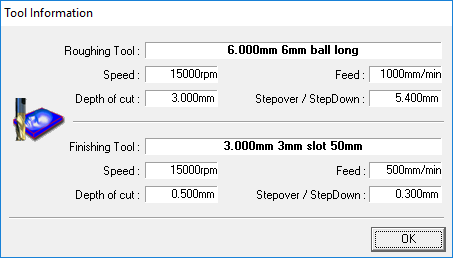 Tool Information
Roughing Tool : 6.000mm 6mm ball long
Speed : 15000rpm Feed : 1000mm/min
Depth of cut : 3.000mm Stepover / StepDown : 5.400mm
Finishing Tool : 3.000mm 3mm slot 50mm
Speed : 15000rpm Feed : 500mm/min
Depth of cut : 0.500mm Stepover / StepDown : 0.300mm
OK